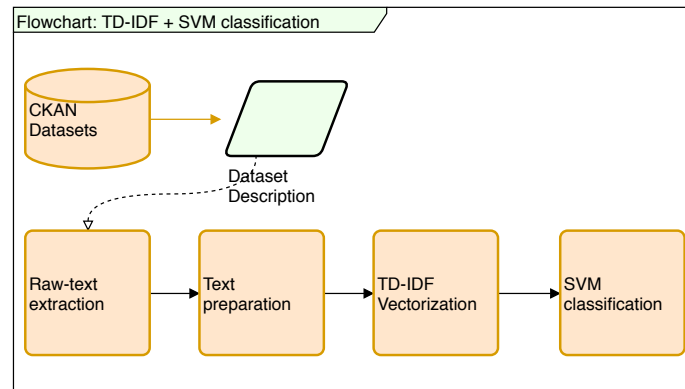 Flowchart: TD-IDF + SVM classification
CKAN
Datasets
Dataset
Description
Raw-text
extraction
Text
preparation
TD-IDF
Vectorization
SVM
classification